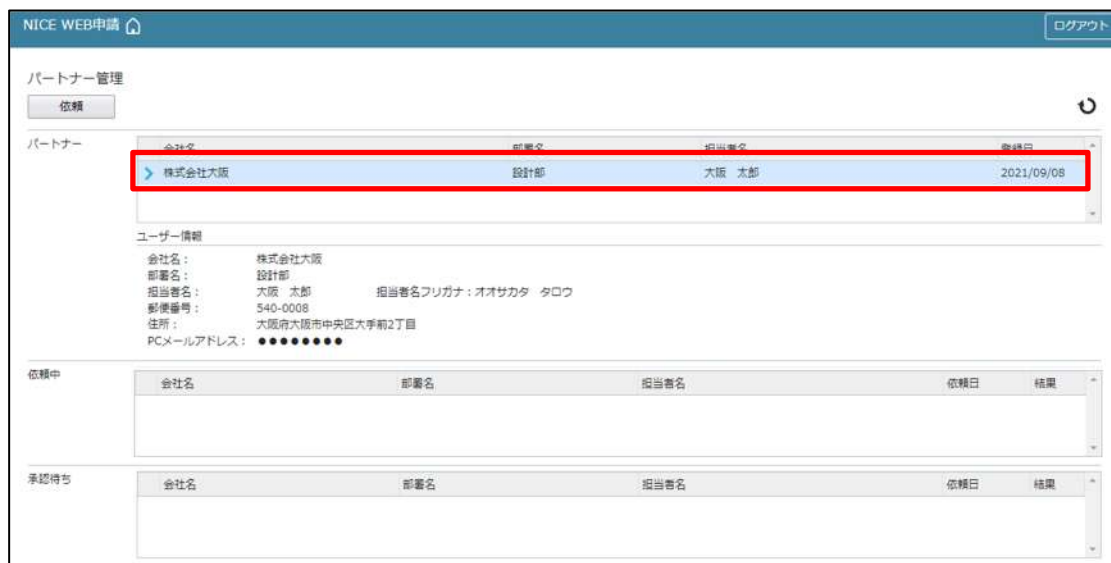 NICE WEB申請 ログアウト
パートナー管理
依頼
パートナー 会社名 部署名 担当者名 登録日
株式会社大阪 設計部 大阪 太郎 2021/09/08
ユーザー情報
会社名： 株式会社大阪
部署名： 設計部
担当者名： 大阪 太郎 担当者名フリガナ：オオサカタ タロウ
郵便番号： 540-0008
住所： 大阪府大阪市中央区大手前2丁目
PCメールアドレス： ●●●●●●●●
依頼中 会社名 部署名 担当者名 依頼日 結果
承認待ち 会社名 部署名 担当者名 依頼日 結果